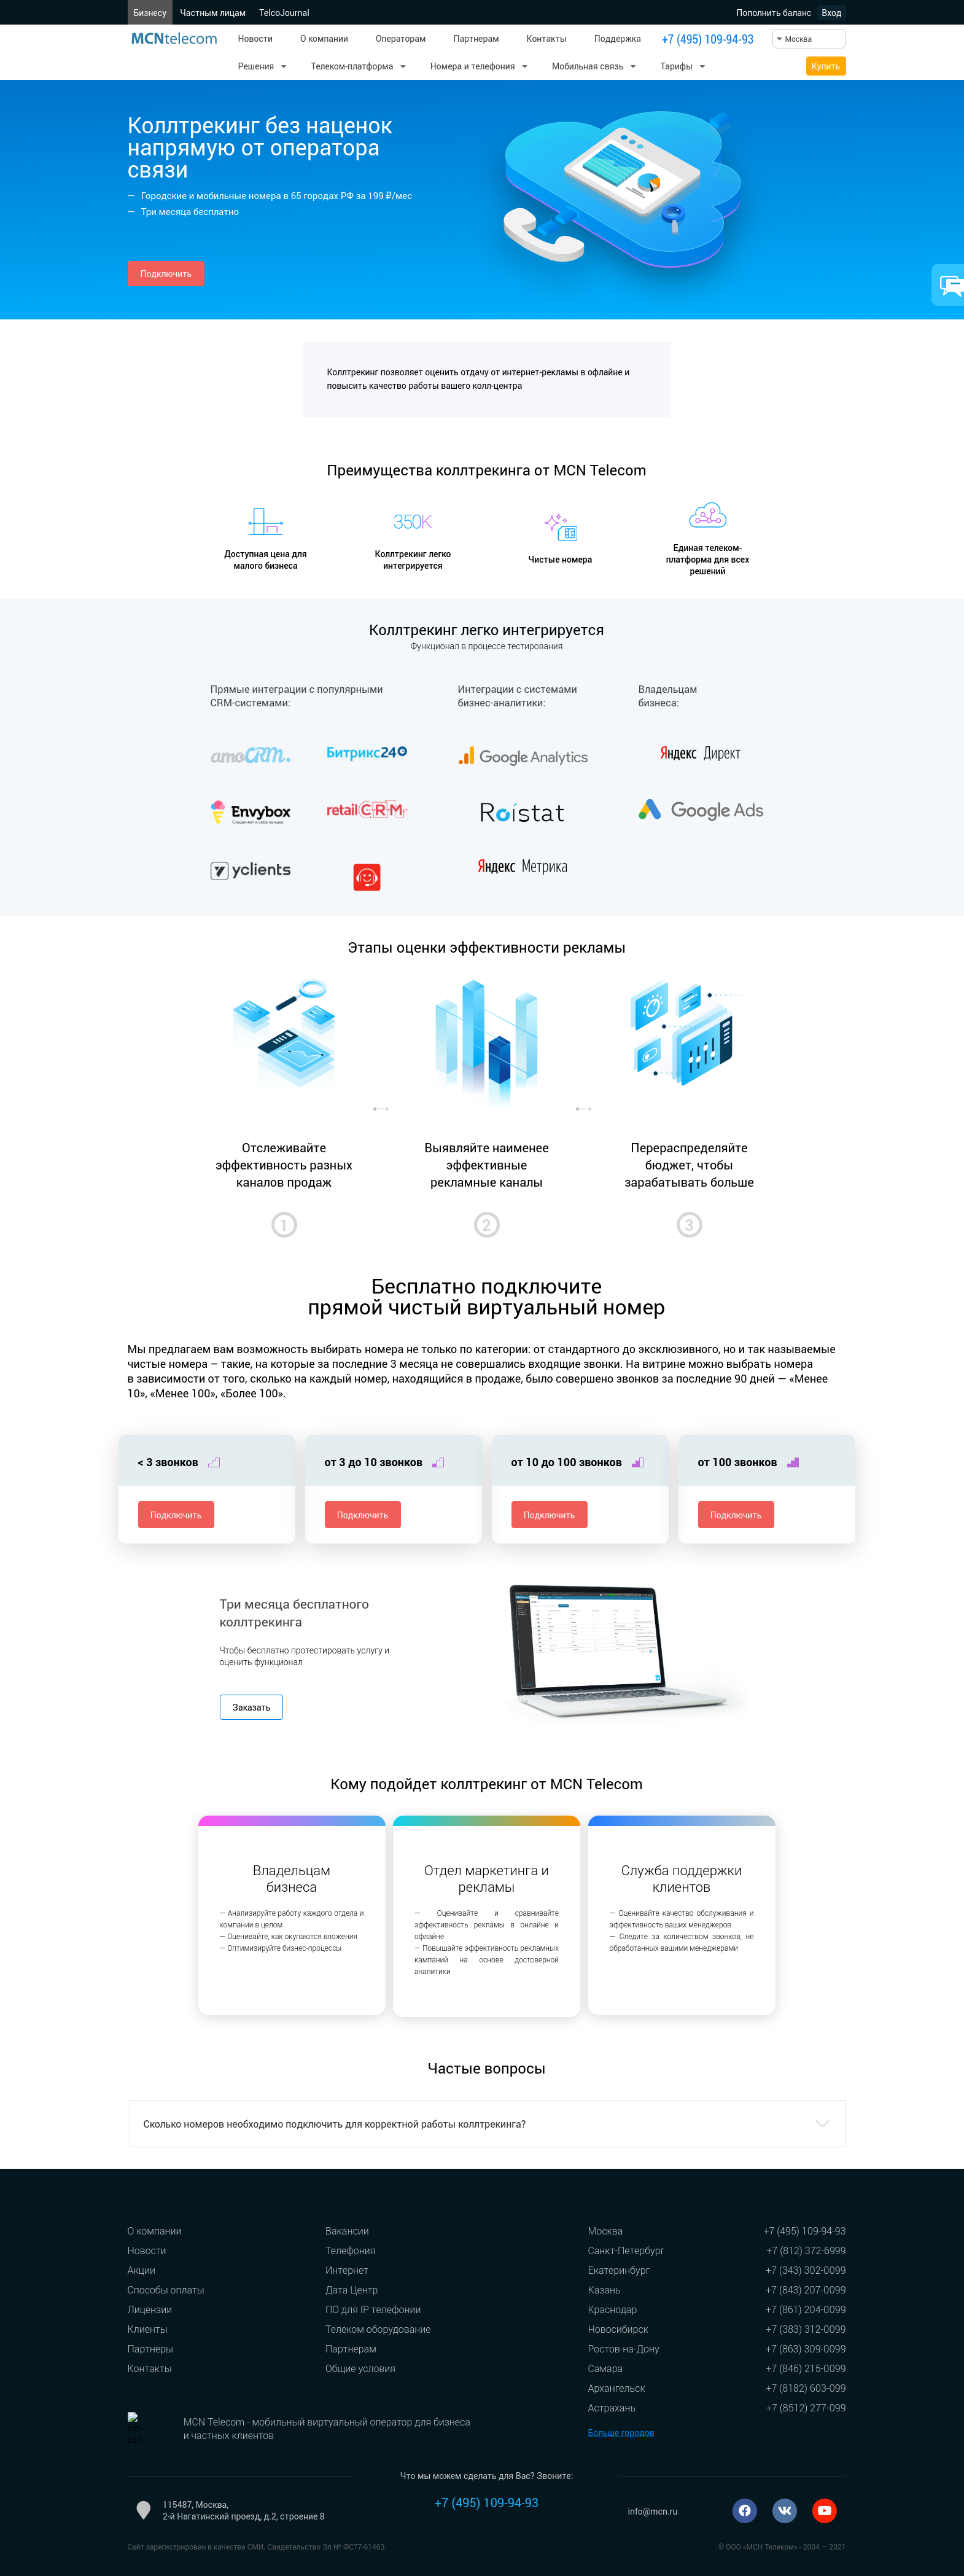 Бизнесу Частным лицам TelcoJournal Пополнить баланс Вход
MCNtelecom Новости О компании Операторам Партнерам Контакты Поддержка +7 (495) 109-94-93 Москва
Решения Телеком-платформа Номера и телефония Мобильная связь Тарифы Купить
Коллтрекинг без наценок
напрямую от оператора
связи
— Городские и мобильные номера в 65 городах РФ за 199 ₽/мес
— Три месяца бесплатно
Подключить
Коллтрекинг позволяет оценить отдачу от интернет-рекламы в офлайне и
повысить качество работы вашего колл-центра
Преимущества коллтрекинга от MCN Telecom
350K
Доступная цена для
малого бизнеса
Коллтрекинг легко
интегрируется
Чистые номера
Единая телеком-
платформа для всех
решений
Коллтрекинг легко интегрируется
Функционал в процессе тестирования
Прямые интеграции с популярными
CRM-системами:
Интеграции с системами
бизнес-аналитики:
Владельцам
бизнеса:
amoCRM. Битрикс24 Google Analytics Яндекс Директ
Envybox
Соединяет в себе лучшее
retailCRM Roistat Google Ads
yclients Яндекс Метрика
Этапы оценки эффективности рекламы
Отслеживайте
эффективность разных
каналов продаж
1
Выявляйте наименее
эффективные
рекламные каналы
2
Перераспределяйте
бюджет, чтобы
зарабатывать больше
3
Бесплатно подключите
прямой чистый виртуальный номер
Мы предлагаем вам возможность выбирать номера не только по категории: от стандартного до эксклюзивного, но и так называемые
чистые номера – такие, на которые за последние 3 месяца не совершались входящие звонки. На витрине можно выбрать номера
в зависимости от того, сколько на каждый номер, находящийся в продаже, было совершено звонков за последние 90 дней — «Менее
10», «Менее 100», «Более 100».
< 3 звонков
Подключить
от 3 до 10 звонков
Подключить
от 10 до 100 звонков
Подключить
от 100 звонков
Подключить
Три месяца бесплатного
коллтрекинга
Чтобы бесплатно протестировать услугу и
оценить функционал
Заказать
Кому подойдет коллтрекинг от MCN Telecom
Владельцам
бизнеса
— Анализируйте работу каждого отдела и
компании в целом
— Оценивайте, как окупаются вложения
— Оптимизируйте бизнес-процессы
Отдел маркетинга и
рекламы
— Оценивайте и сравнивайте
эффективность рекламы в онлайне и
офлайне
— Повышайте эффективность рекламных
кампаний на основе достоверной
аналитики
Служба поддержки
клиентов
— Оценивайте качество обслуживания и
эффективность ваших менеджеров
— Следите за количеством звонков, не
обработанных вашими менеджерами
Частые вопросы
Сколько номеров необходимо подключить для корректной работы коллтрекинга?
О компании
Новости
Акции
Способы оплаты
Лицензии
Клиенты
Партнеры
Контакты
Вакансии
Телефония
Интернет
Дата Центр
ПО для IP телефонии
Телеком оборудование
Партнерам
Общие условия
Москва +7 (495) 109-94-93
Санкт-Петербург +7 (812) 372-6999
Екатеринбург +7 (343) 302-0099
Казань +7 (843) 207-0099
Краснодар +7 (861) 204-0099
Новосибирск +7 (383) 312-0099
Ростов-на-Дону +7 (863) 309-0099
Самара +7 (846) 215-0099
Архангельск +7 (8182) 603-099
Астрахань +7 (8512) 277-099
Больше городов
MCN Telecom - мобильный виртуальный оператор для бизнеса
и частных клиентов
Что мы можем сделать для Вас? Звоните:
+7 (495) 109-94-93
115487, Москва,
2-й Нагатинский проезд, д.2, строение 8
info@mcn.ru
Сайт зарегистрирован в качестве СМИ. Свидетельство Эл № ФС77-61463.
© ООО «МСН Телеком» - 2004 — 2021